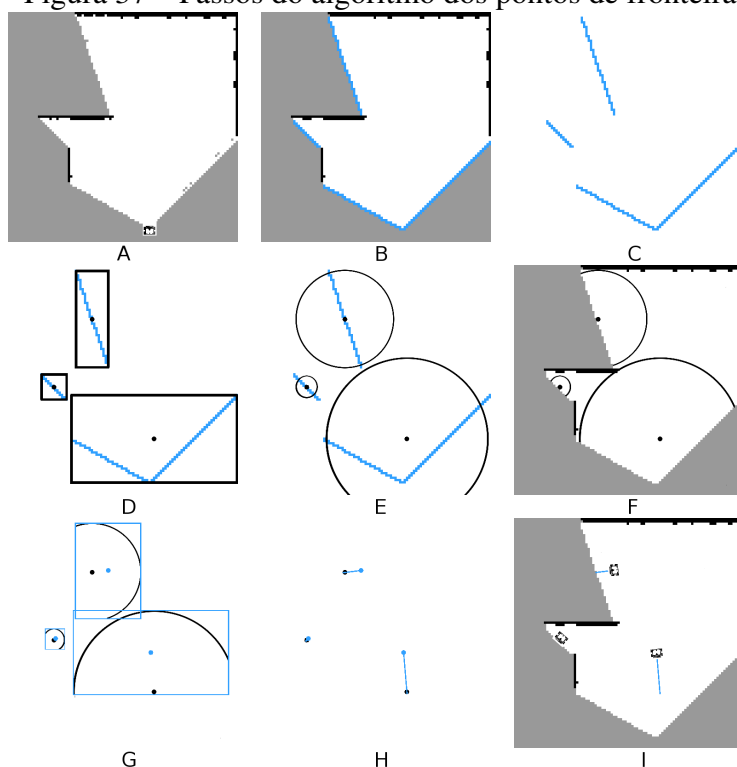 Figura 37 – Passos do algoritmo dos pontos de fronteira
A
B
C
D
E
F
G
H
I